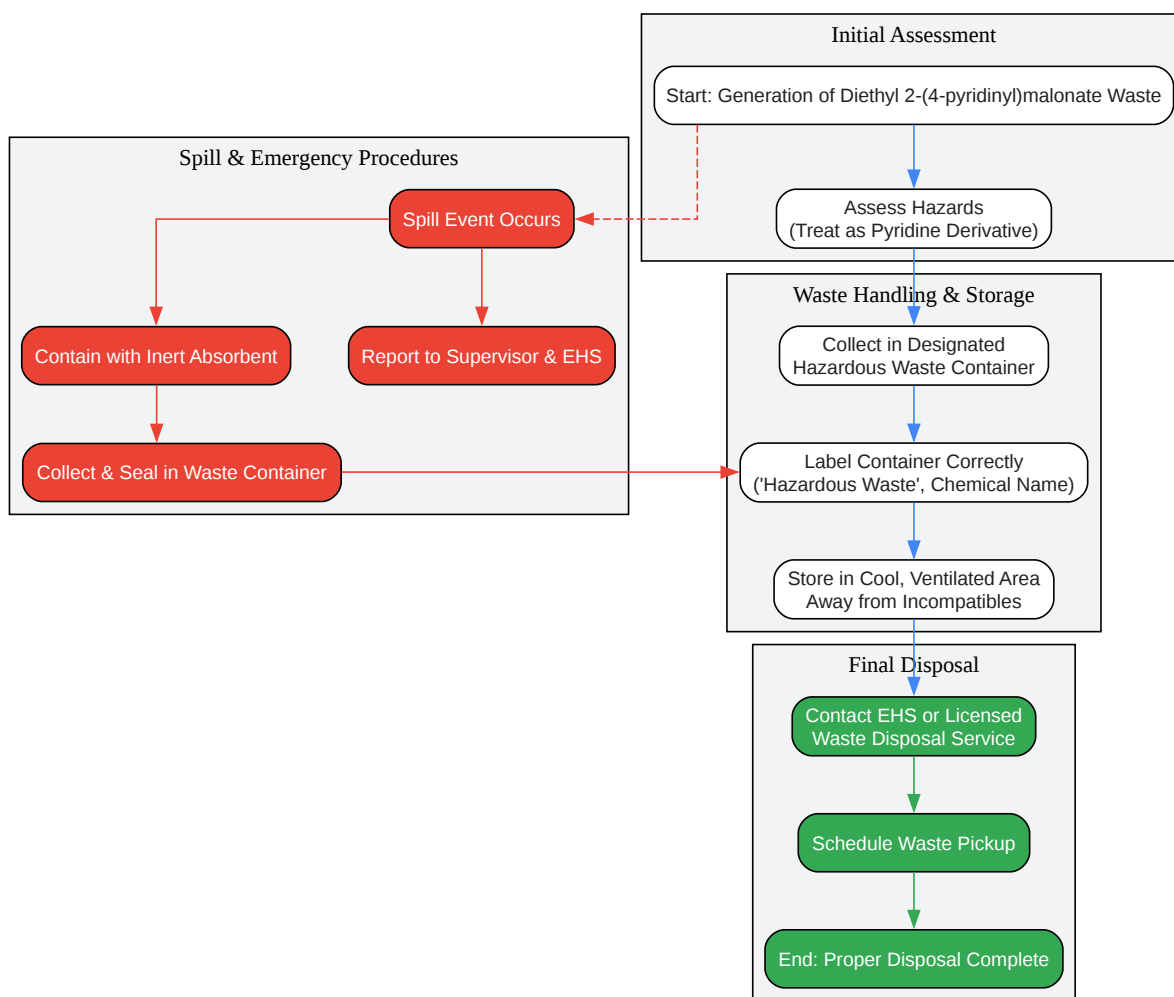 Initial Assessment
Start: Generation of Diethyl 2-(4-pyridinyl)malonate Waste
Assess Hazards
(Treat as Pyridine Derivative)
Spill & Emergency Procedures
Spill Event Occurs
Contain with Inert Absorbent
Report to Supervisor & EHS
Collect & Seal in Waste Container
Waste Handling & Storage
Collect in Designated
Hazardous Waste Container
Label Container Correctly
('Hazardous Waste', Chemical Name)
Store in Cool, Ventilated Area
Away from Incompatibles
Final Disposal
Contact EHS or Licensed
Waste Disposal Service
Schedule Waste Pickup
End: Proper Disposal Complete